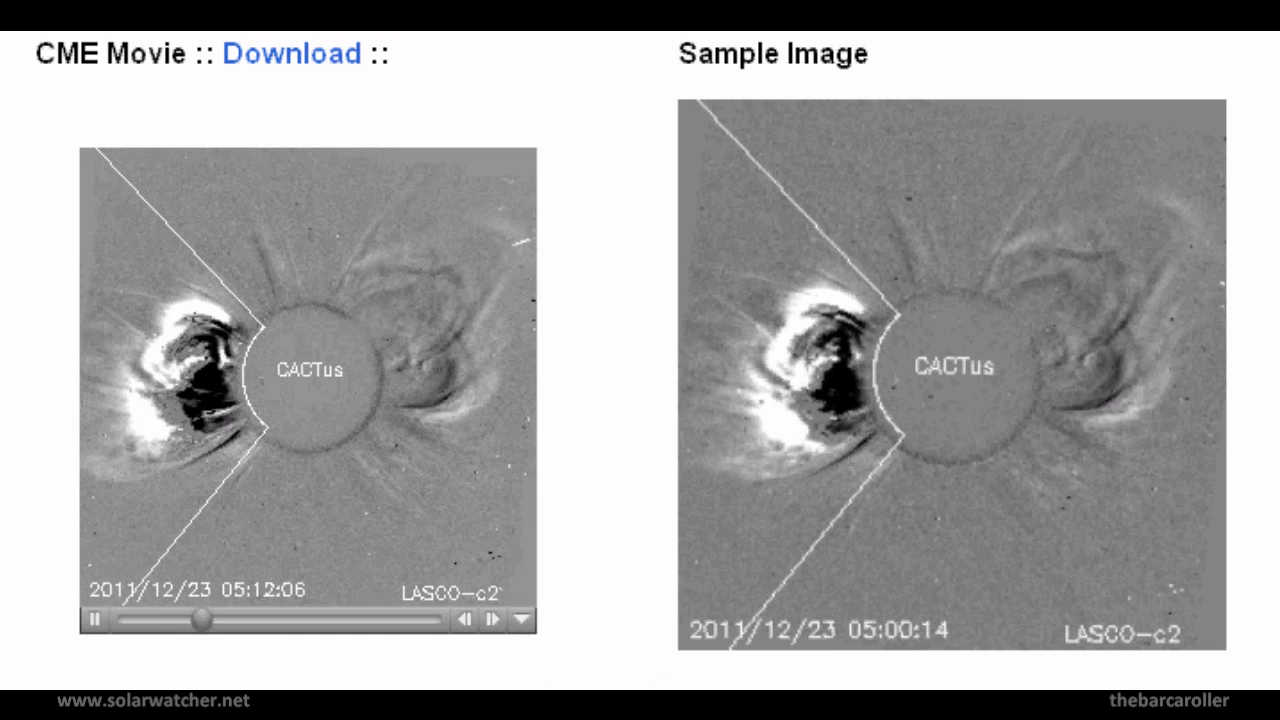 CME Movie :: Download ::
Sample Image
CACTus
2011/12/23 05:12:06
LASCO-c2
CACTus
2011/12/23 05:00:14
LASCO-c2
www.solarwatcher.net
thebarcaroller